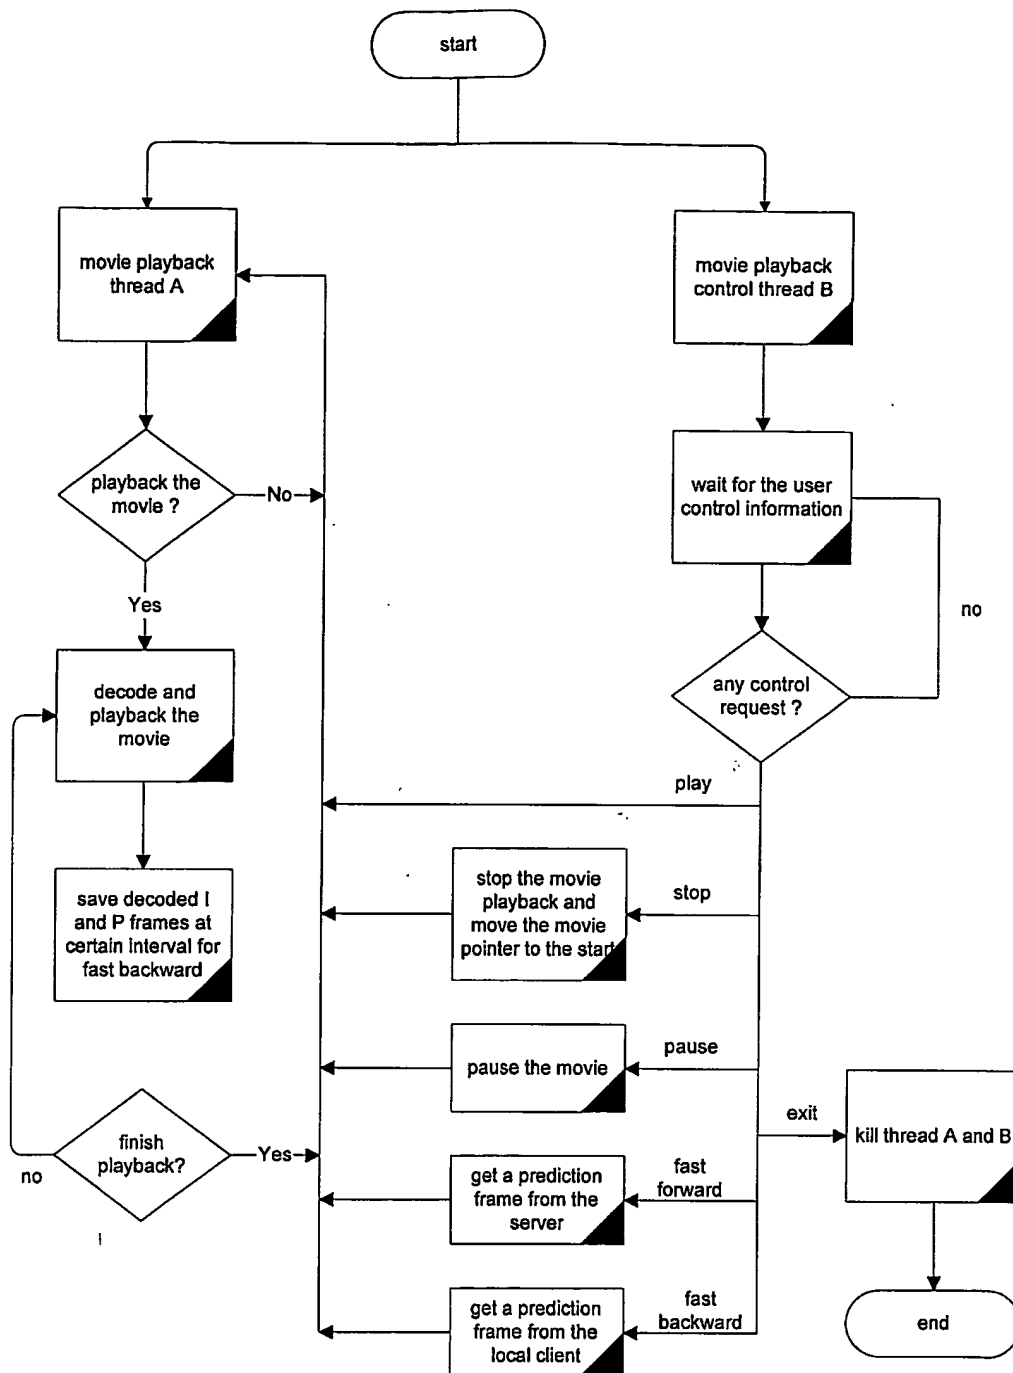 start
movie playback
thread A
movie playback
control thread B
playback the
movie ?
No
wait for the user
control information
no
Yes
decode and
playback the
movie
any control
request ?
play
save decoded I
and P frames at
certain interval for
fast backward
stop the movie
playback and
move the movie
pointer to the start
stop
pause the movie
pause
exit
kill thread A and B
finish
playback?
no
Yes
get a prediction
frame from the
server
fast
forward
get a prediction
frame from the
local client
fast
backward
end